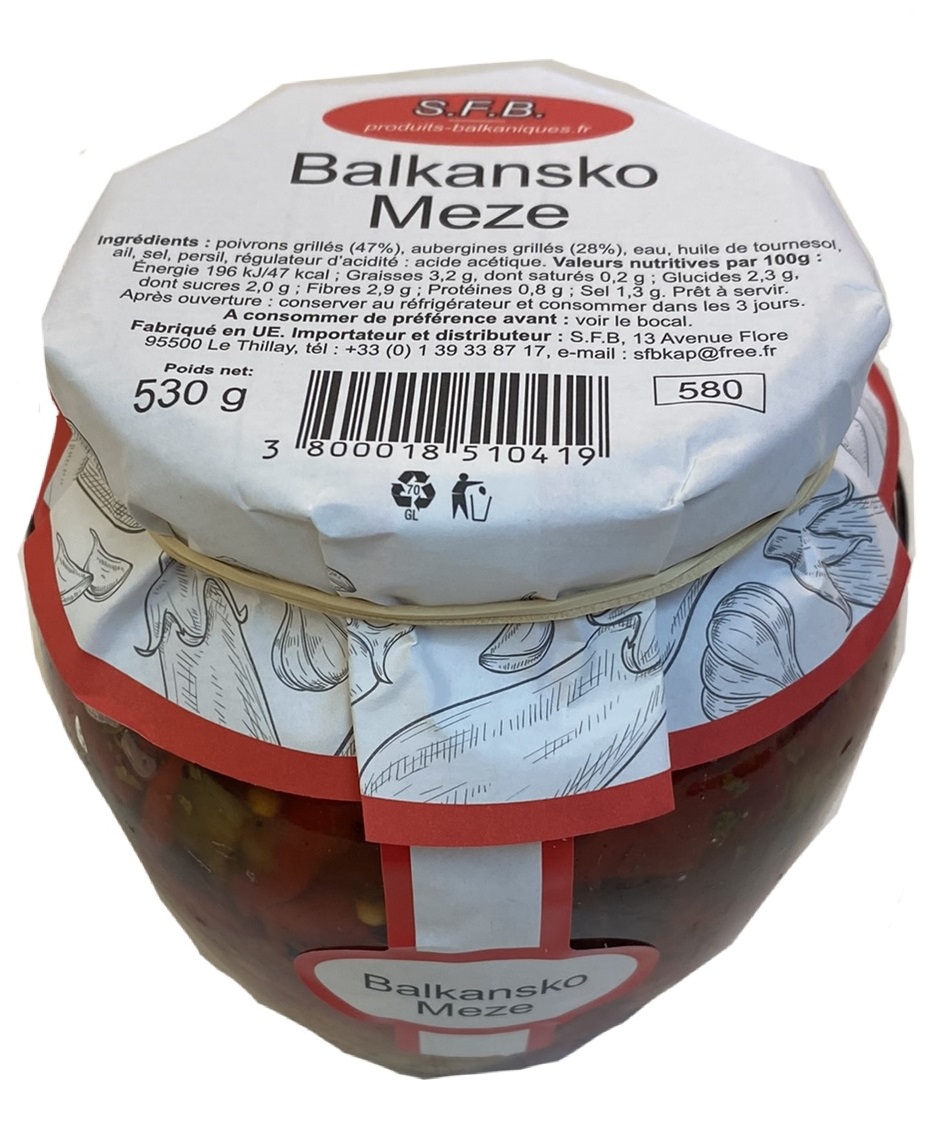 S.F.B.
produits-balkaniques.fr
Balkansko
Meze
Ingrédients : poivrons grillés (47%), aubergines grillés (28%), eau, huile de tournesol,
ail, sel, persil, régulateur d'acidité : acide acétique. Valeurs nutritives par 100g :
Énergie 196 kJ/47 kcal ; Graisses 3,2 g, dont saturés 0,2 g ; Glucides 2,3 g,
dont sucres 2,0 g ; Fibres 2,9 g ; Protéines 0,8 g ; Sel 1,3 g. Prêt à servir.
Après ouverture : conserver au réfrigérateur et consommer dans les 3 jours.
A consommer de préférence avant : voir le bocal.
Fabriqué en UE. Importateur et distributeur : S.F.B, 13 Avenue Flore
95500 Le Thillay, tél : +33 (0) 1 39 33 87 17, e-mail : sfbkap@free.fr
Poids net:
530 g
580
3 800018 510419
70
GL
Balkansko
Meze